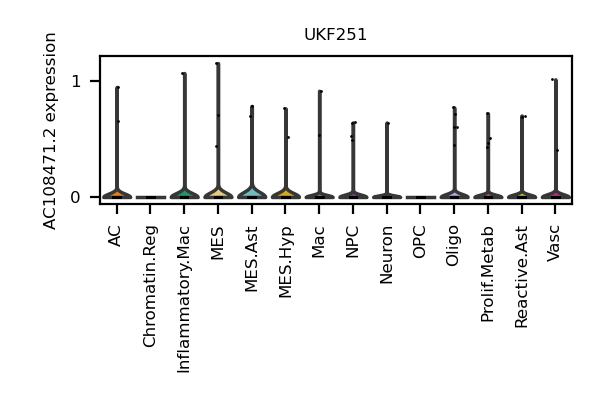 UKF251
AC108471.2 expression
1
0
AC
Chromatin.Reg
Inflammatory.Mac
MES
MES.Ast
MES.Hyp
Mac
NPC
Neuron
OPC
Oligo
Prolif.Metab
Reactive.Ast
Vasc